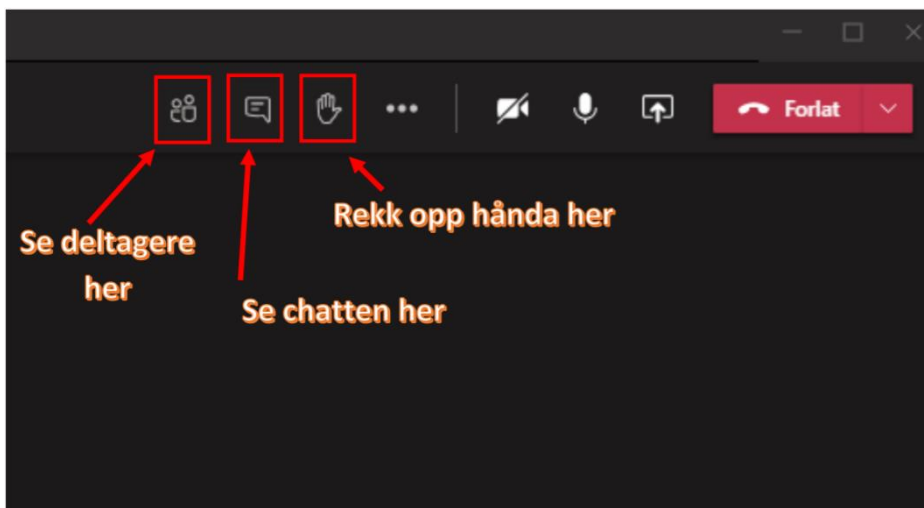 Forlat
Rekk opp hånda her
Se deltagere
her
Se chatten her